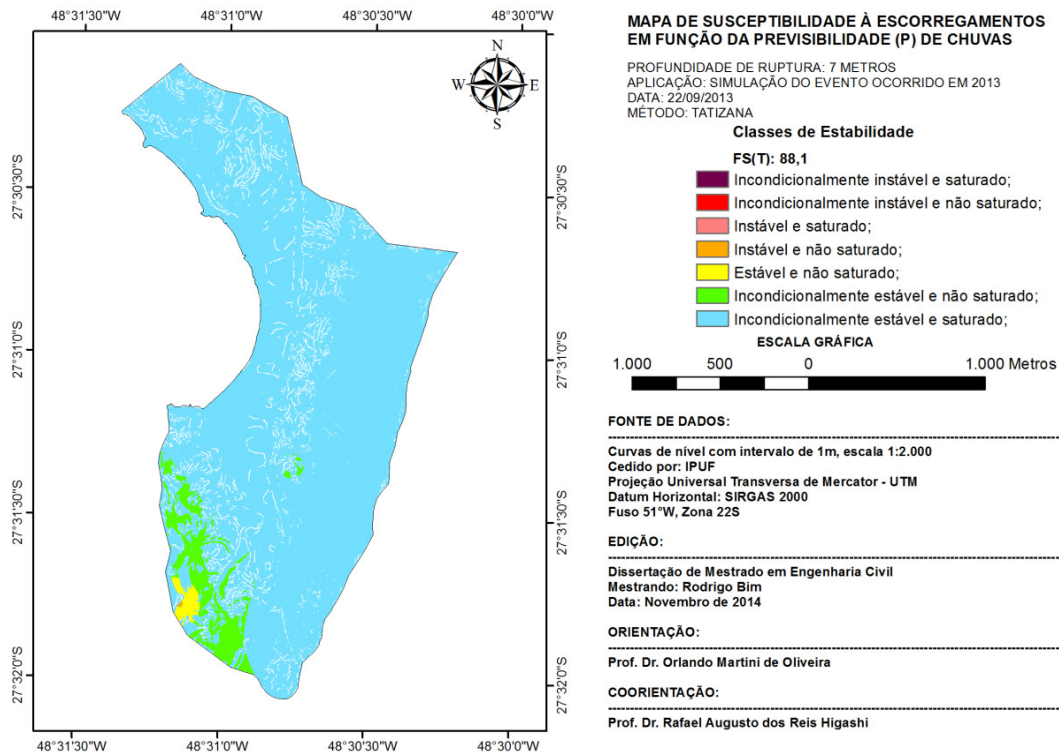 48°31'30"W
48°31'0"W
48°30'30"W
48°30'0"W
27°30'30"S
27°31'0"S
27°31'30"S
27°32'0"S
N
W
E
S
27°30'30"S
27°31'0"S
27°31'30"S
27°32'0"S
48°31'30"W
48°31'0"W
48°30'30"W
48°30'0"W
MAPA DE SUSCEPTIBILIDADE À ESCORREGAMENTOS
EM FUNÇÃO DA PREVISIBILIDADE (P) DE CHUVAS
PROFUNDIDADE DE RUPTURA: 7 METROS
APLICAÇÃO: SIMULAÇÃO DO EVENTO OCORRIDO EM 2013
DATA: 22/09/2013
MÉTODO: TATIZANA
Classes de Estabilidade
FS(T): 88,1
Incondicionalmente instável e saturado;
Incondicionalmente instável e não saturado;
Instável e saturado;
Instável e não saturado;
Estável e não saturado;
Incondicionalmente estável e não saturado;
Incondicionalmente estável e saturado;
ESCALA GRÁFICA
1.000 500 0 1.000 Metros
FONTE DE DADOS:
Curvas de nível com intervalo de 1m, escala 1:2.000
Cedido por: IPUF
Projeção Universal Transversa de Mercator - UTM
Datum Horizontal: SIRGAS 2000
Fuso 51°W, Zona 22S
EDIÇÃO:
Dissertação de Mestrado em Engenharia Civil
Mestrando: Rodrigo Bim
Data: Novembro de 2014
ORIENTAÇÃO:
Prof. Dr. Orlando Martini de Oliveira
COORIENTAÇÃO:
Prof. Dr. Rafael Augusto dos Reis Higashi